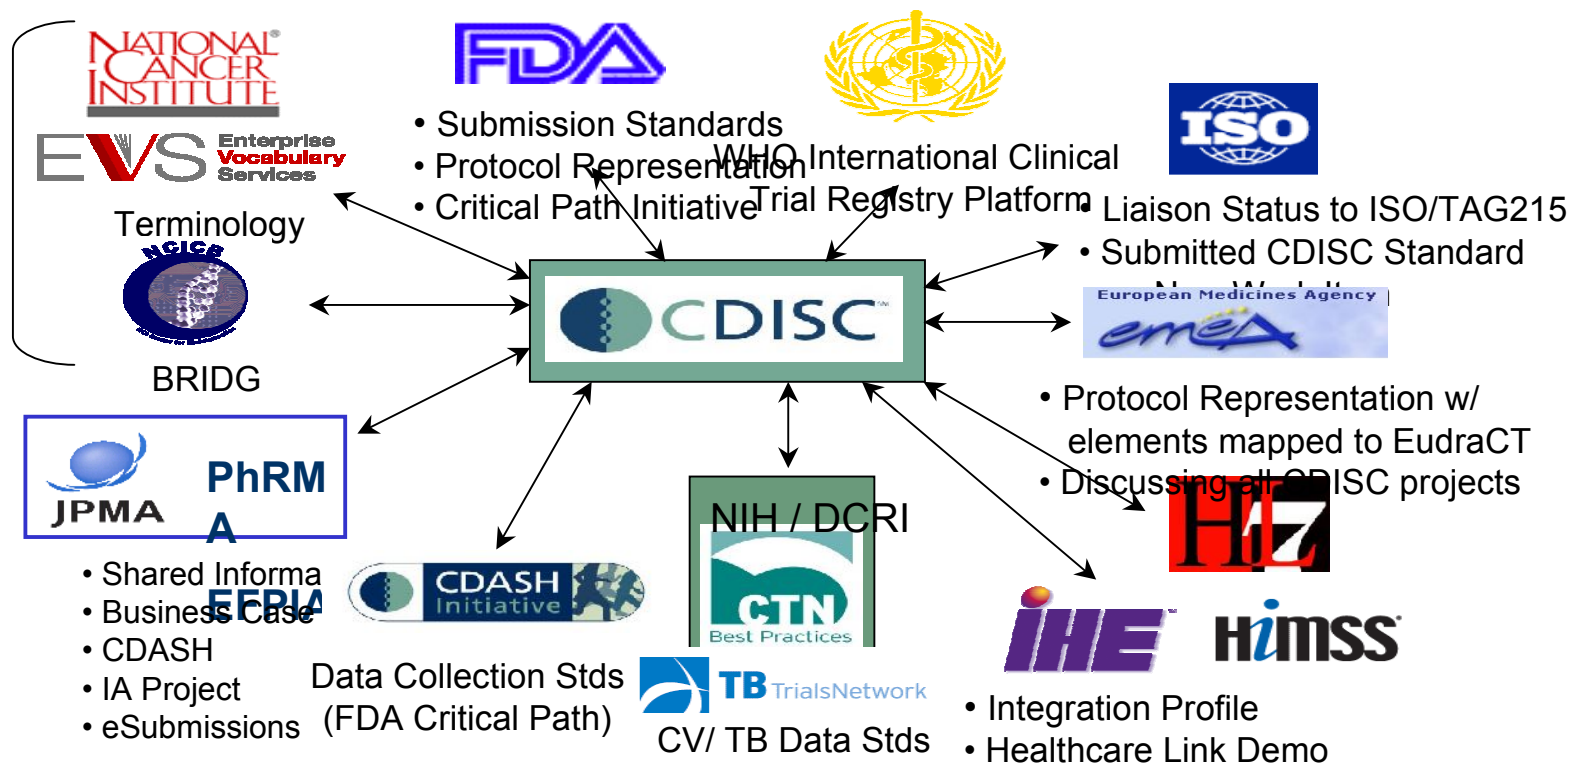 NATIONAL
CANCER
INSTITUTE
EVS Enterprise
Vocabulary
Services
Terminology
NCICB
BRIDG
FDA
• Submission Standards
• Protocol Representation
• Critical Path Initiative
WHO International Clinical
Trial Registry Platform
ISO
• Liaison Status to ISO/TAG215
• Submitted CDISC Standard
European Medicines Agency
emea
• Protocol Representation w/
elements mapped to EudraCT
• Discussing all CDISC projects
CDISC™
JPMA
PhRM
A
EFPIA
• Shared Informa
• Business Case
• CDASH
• IA Project
• eSubmissions
CDASH
Initiative
Data Collection Stds
(FDA Critical Path)
NIH / DCRI
CTN
Best Practices
TB TrialsNetwork
CV/ TB Data Stds
HL7
IHE
HiMSS
• Integration Profile
• Healthcare Link Demo